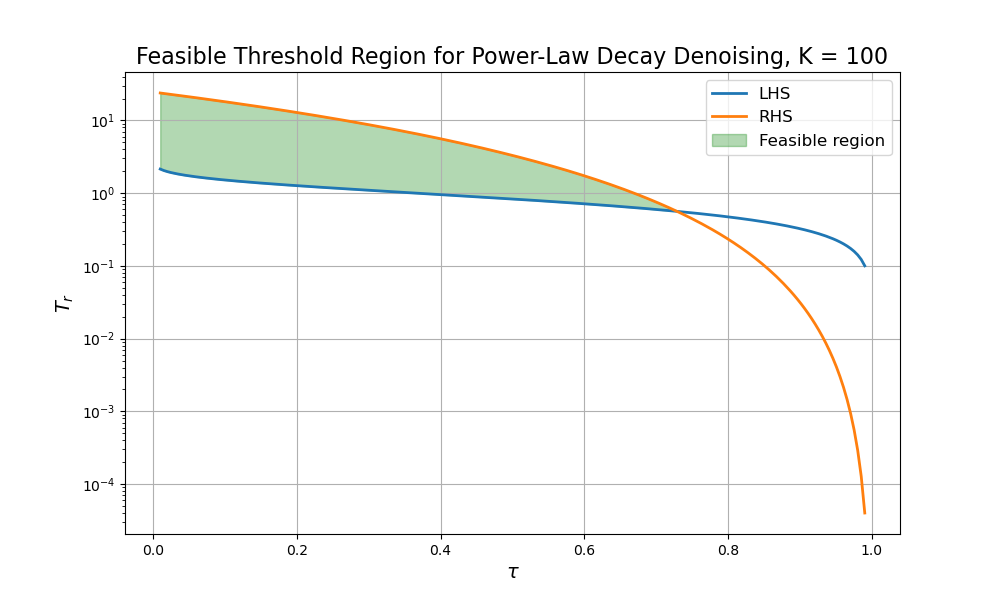 Feasible Threshold Region for Power-Law Decay Denoising, K = 100
LHS
RHS
Feasible region
10¹
10⁰
10⁻¹
10⁻²
10⁻³
10⁻⁴
Tᵣ
0.0 0.2 0.4 0.6 0.8 1.0
τ